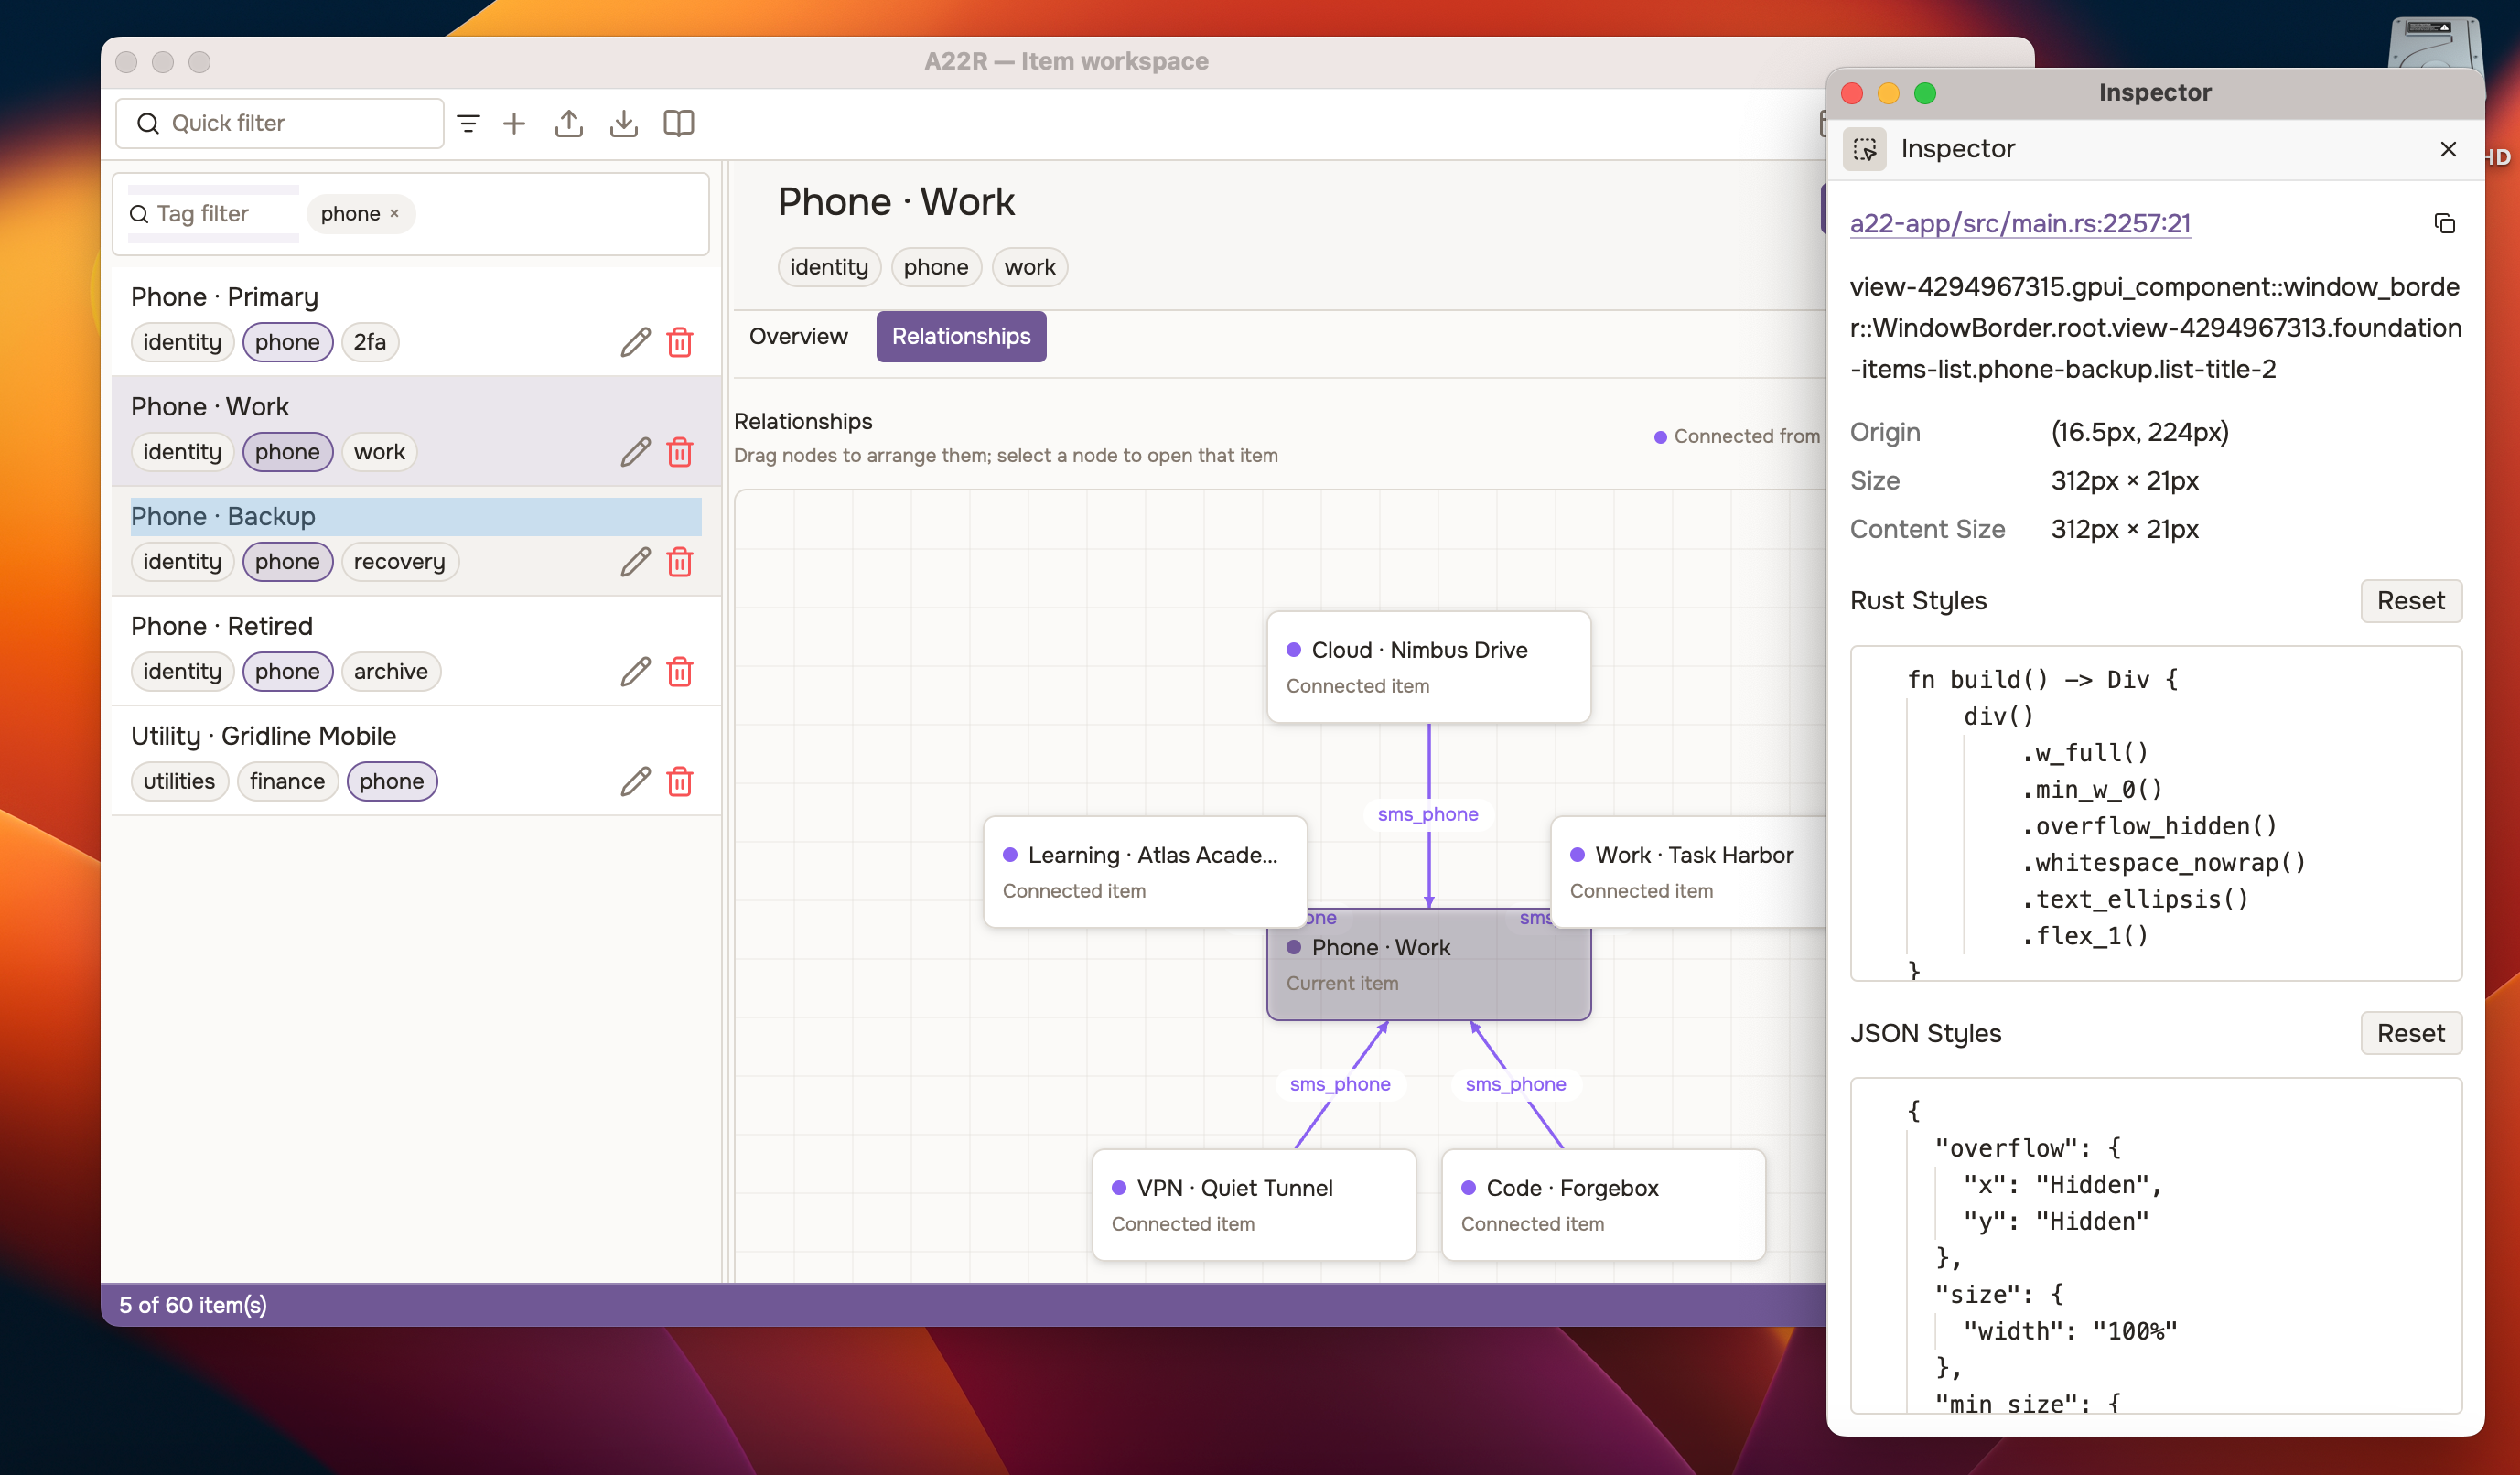 A22R — Item workspace
Quick filter
Tag filter
phone ×
Phone · Primary
identity phone 2fa
Phone · Work
identity phone work
Phone · Backup
identity phone recovery
Phone · Retired
identity phone archive
Utility · Gridline Mobile
utilities finance phone
5 of 60 item(s)
Phone · Work
identity phone work
Overview Relationships
Relationships
Drag nodes to arrange them; select a node to open that item
Connected from
Cloud · Nimbus Drive
Connected item
sms_phone
Learning · Atlas Acade...
Connected item
Work · Task Harbor
Connected item
Phone · Work
Current item
sms_phone
sms_phone
VPN · Quiet Tunnel
Connected item
Code · Forgebox
Connected item
HD
Inspector
Inspector
a22-app/src/main.rs:2257:21
view-4294967315.gpui_component::window_borde
r::WindowBorder.root.view-4294967313.foundation
-items-list.phone-backup.list-title-2
Origin (16.5px, 224px)
Size 312px × 21px
Content Size 312px × 21px
Rust Styles Reset
fn build() -> Div {
div()
.w_full()
.min_w_0()
.overflow_hidden()
.whitespace_nowrap()
.text_ellipsis()
.flex_1()
}
JSON Styles Reset
{
"overflow": {
"x": "Hidden",
"y": "Hidden"
},
"size": {
"width": "100%"
},
"min_size": {